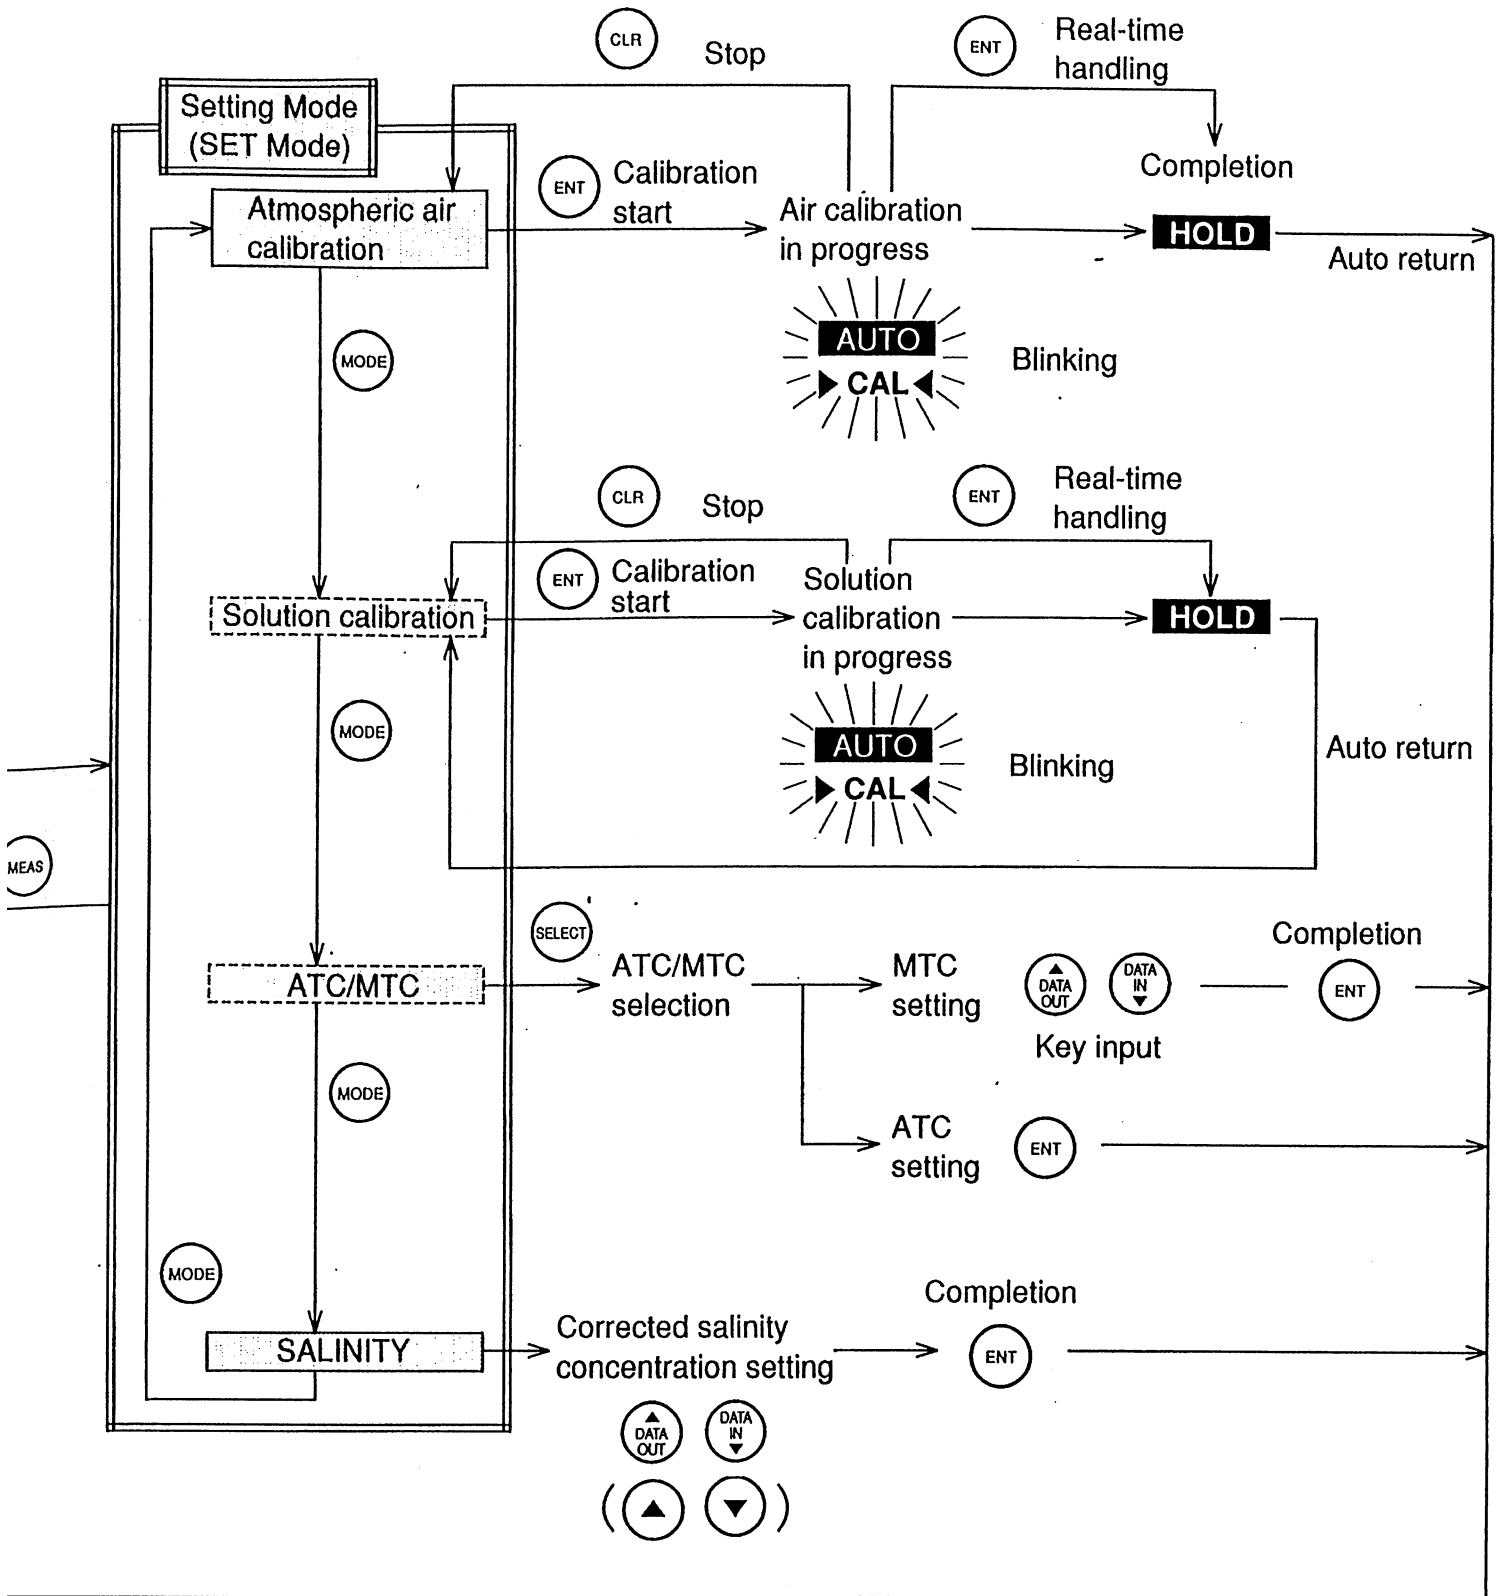 CLR
Stop
ENT
Real-time
handling
Setting Mode
(SET Mode)
ENT
Calibration
start
Completion
Atmospheric air
calibration
Air calibration
in progress
HOLD
Auto return
AUTO
CAL
Blinking
MODE
CLR
Stop
ENT
Real-time
handling
ENT
Calibration
start
Solution calibration
Solution
calibration
in progress
HOLD
MODE
AUTO
CAL
Blinking
Auto return
MEAS
SELECT
ATC/MTC
ATC/MTC
selection
MTC
setting
DATA
OUT
DATA
IN
Key input
Completion
ENT
MODE
ATC
setting
ENT
MODE
SALINITY
Corrected salinity
concentration setting
Completion
ENT
DATA
OUT
DATA
IN
( )